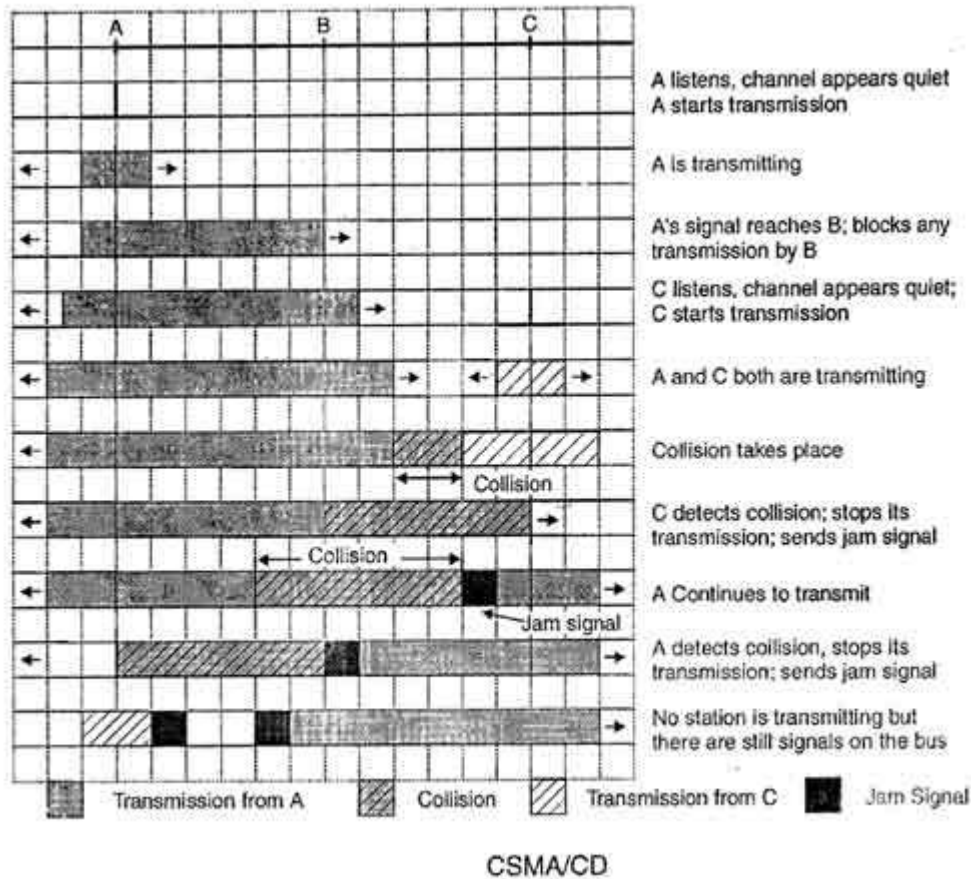 A B C
A listens, channel appears quiet
A starts transmission
A is transmitting
A's signal reaches B; blocks any
transmission by B
C listens, channel appears quiet;
C starts transmission
A and C both are transmitting
Collision takes place
Collision
C detects collision; stops its
transmission; sends jam signal
Collision
A Continues to transmit
Jam signal
A detects collision, stops its
transmission; sends jam signal
No station is transmitting but
there are still signals on the bus
Transmission from A Collision Transmission from C Jam Signal
CSMA/CD